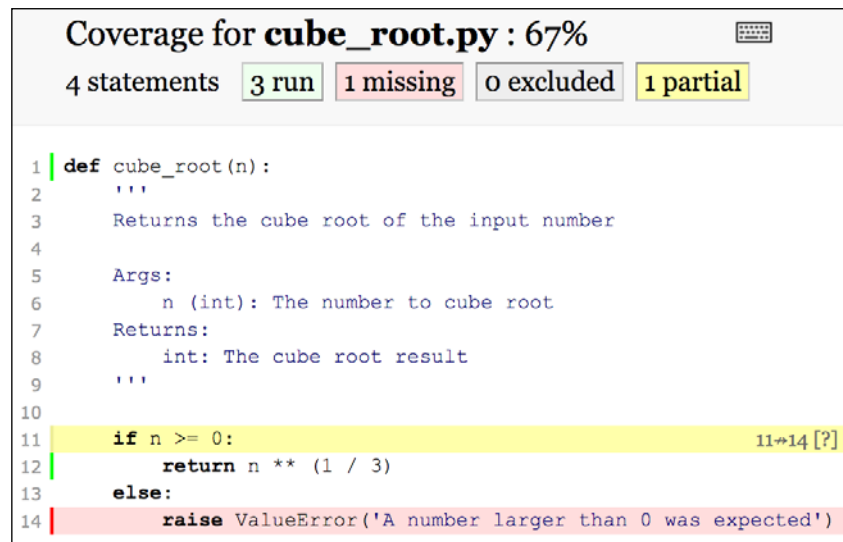 Coverage for cube_root.py : 67%
4 statements 3 run 1 missing 0 excluded 1 partial
1 def cube_root(n):
2     '''
3     Returns the cube root of the input number
4
5     Args:
6         n (int): The number to cube root
7     Returns:
8         int: The cube root result
9     '''
10
11     if n >= 0: 11↛14 [?]
12         return n ** (1 / 3)
13     else:
14         raise ValueError('A number larger than 0 was expected')